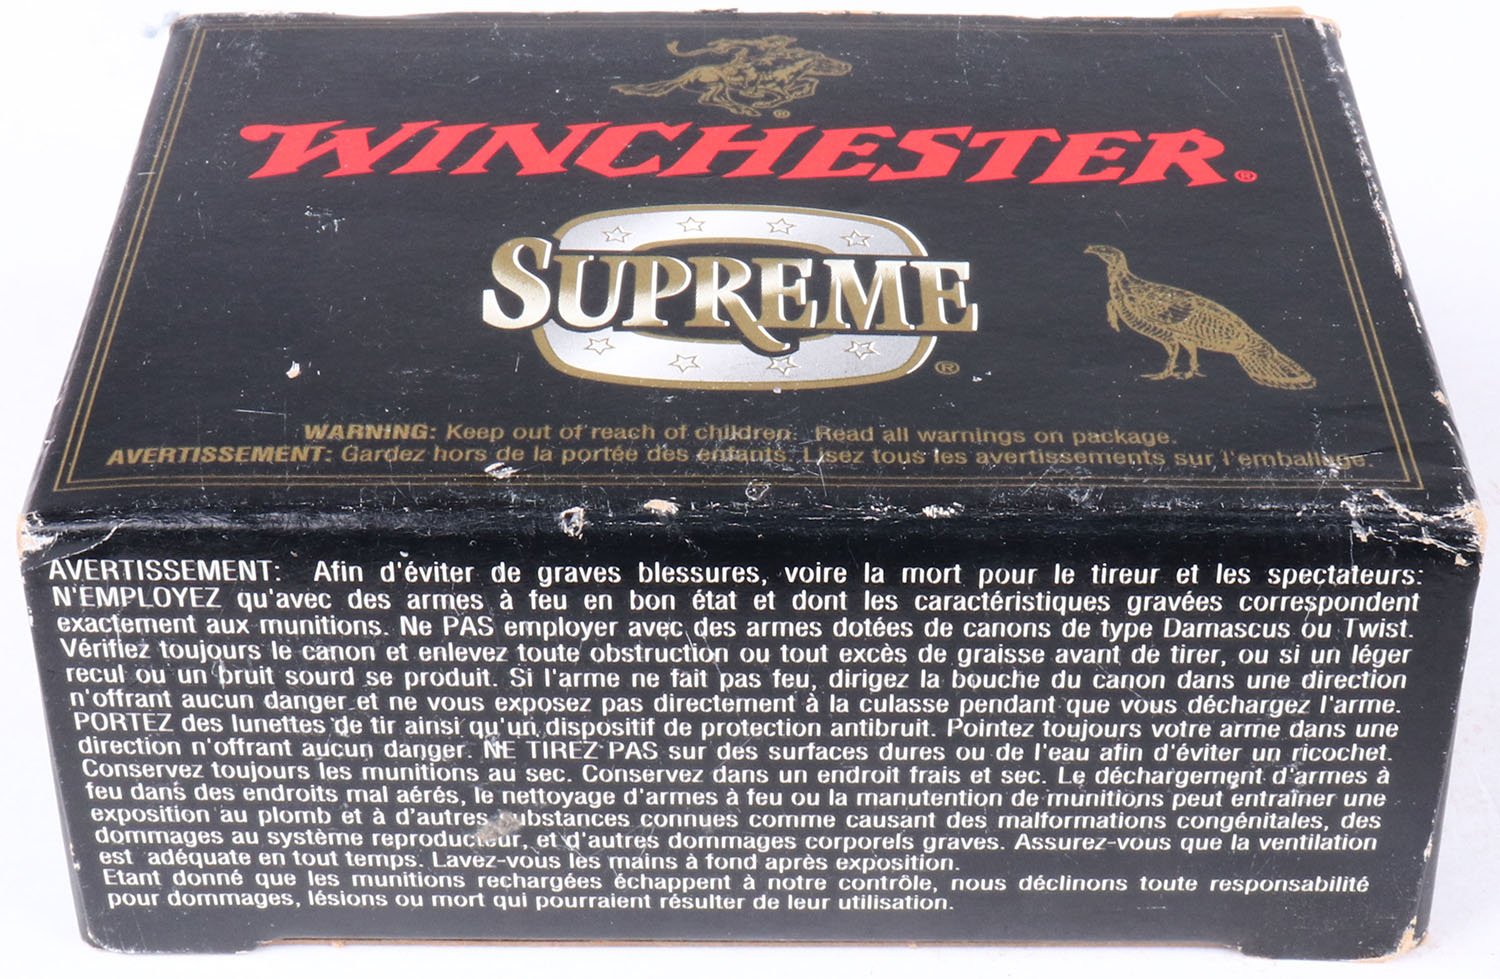 WINCHESTER®
SUPREME®
WARNING: Keep out of reach of children. Read all warnings on package.
AVERTISSEMENT: Gardez hors de la portée des enfants. Lisez tous les avertissements sur l'emballage.
AVERTISSEMENT: Afin d'éviter de graves blessures, voire la mort pour le tireur et les spectateurs:
N'EMPLOYEZ qu'avec des armes à feu en bon état et dont les caractéristiques gravées correspondent
exactement aux munitions. Ne PAS employer avec des armes dotées de canons de type Damascus ou Twist.
Vérifiez toujours le canon et enlevez toute obstruction ou tout excès de graisse avant de tirer, ou si un léger
recul ou un bruit sourd se produit. Si l'arme ne fait pas feu, dirigez la bouche du canon dans une direction
n'offrant aucun danger et ne vous exposez pas directement à la culasse pendant que vous déchargez l'arme.
PORTEZ des lunettes de tir ainsi qu'un dispositif de protection antibruit. Pointez toujours votre arme dans une
direction n'offrant aucun danger. NE TIREZ PAS sur des surfaces dures ou de l'eau afin d'éviter un ricochet.
Conservez toujours les munitions au sec. Conservez dans un endroit frais et sec. Le déchargement d'armes à
feu dans des endroits mal aérés, le nettoyage d'armes à feu ou la manutention de munitions peut entraîner une
exposition au plomb et à d'autres substances connues comme causant des malformations congénitales, des
dommages au système reproducteur, et d'autres dommages corporels graves. Assurez-vous que la ventilation
est adéquate en tout temps. Lavez-vous les mains à fond après exposition.
Etant donné que les munitions rechargées échappent à notre contrôle, nous déclinons toute responsabilité
pour dommages, lésions ou mort qui pourraient résulter de leur utilisation.